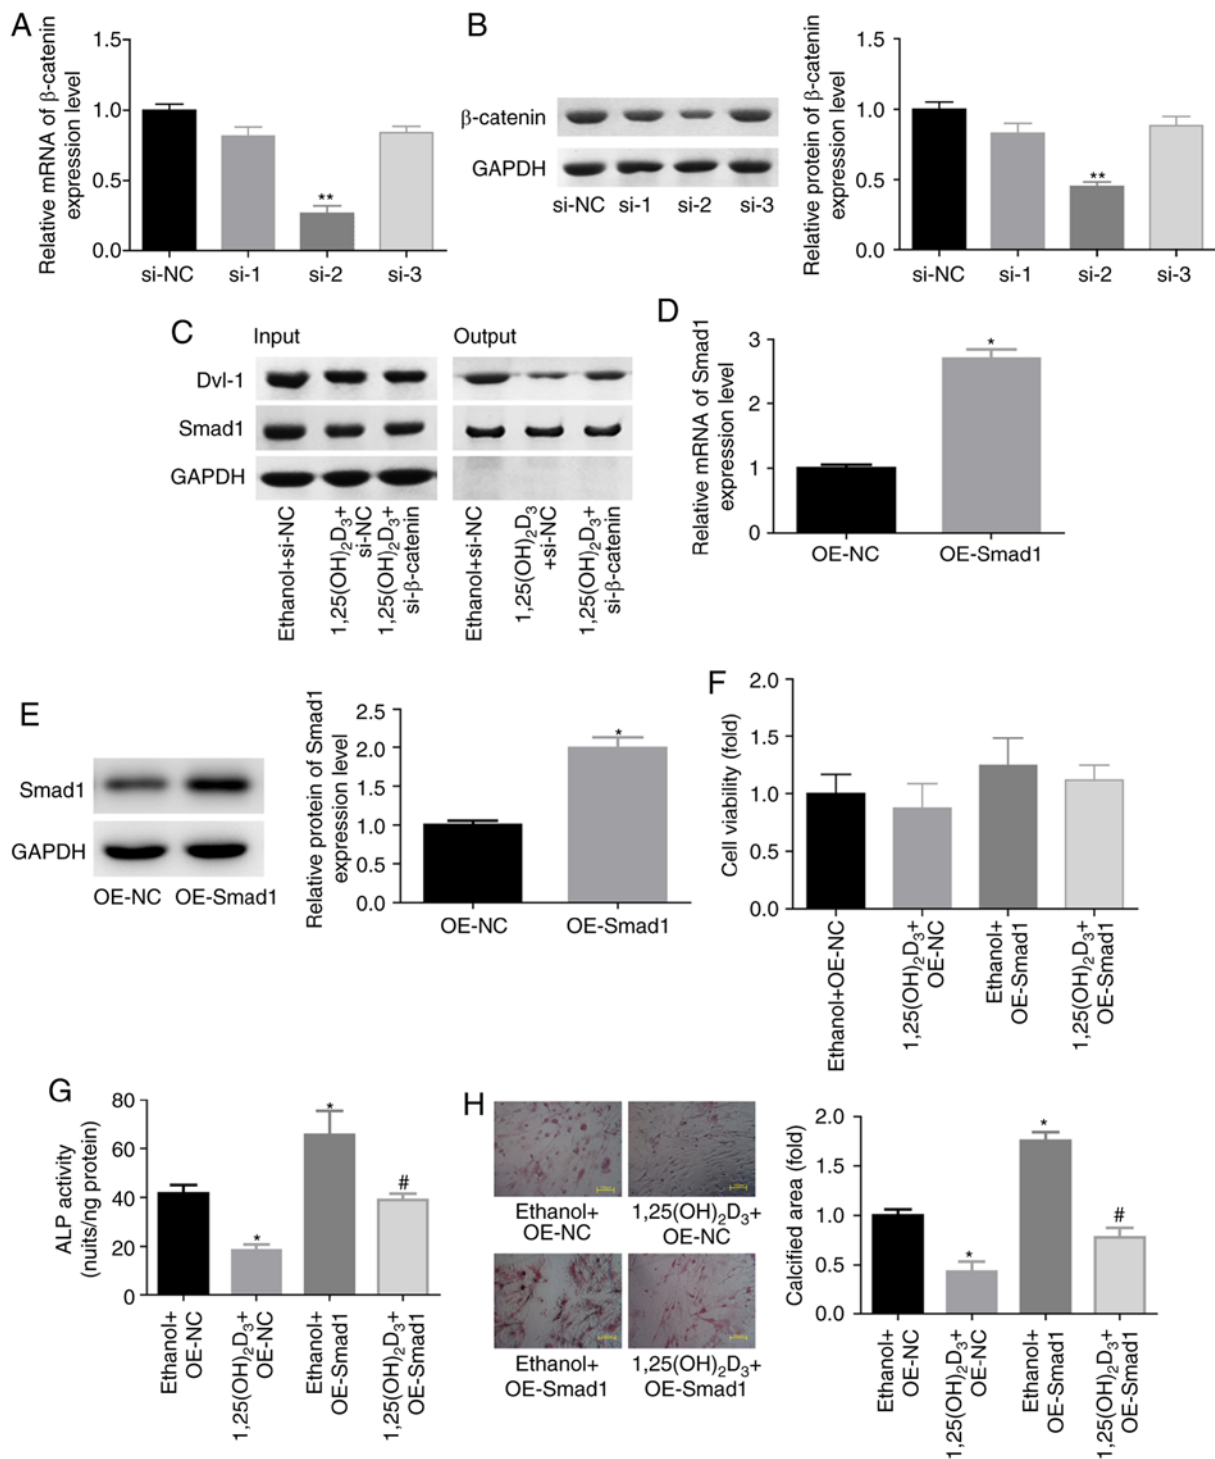 A
Relative mRNA of β-catenin
expression level
1.5
1.0
0.5
0.0
**
si-NC si-1 si-2 si-3
B
β-catenin
GAPDH
si-NC si-1 si-2 si-3
Relative protein of β-catenin
expression level
1.5
1.0
0.5
0.0
**
si-NC si-1 si-2 si-3
C
Input Output
Dvl-1
Smad1
GAPDH
Ethanol+si-NC
1,25(OH)₂D₃+
si-NC
1,25(OH)₂D₃+
si-β-catenin
Ethanol+si-NC
1,25(OH)₂D₃
+si-NC
1,25(OH)₂D₃+
si-β-catenin
D
Relative mRNA of Smad1
expression level
3
2
1
0
*
OE-NC OE-Smad1
E
Smad1
GAPDH
OE-NC OE-Smad1
Relative protein of Smad1
expression level
2.5
2.0
1.5
1.0
0.5
0.0
*
OE-NC OE-Smad1
F
Cell viability (fold)
2.0
1.5
1.0
0.5
0.0
Ethanol+OE-NC
1,25(OH)₂D₃+
OE-NC
Ethanol+
OE-Smad1
1,25(OH)₂D₃+
OE-Smad1
G
ALP activity
(nuits/ng protein)
80
60
40
20
0
*
*
#
Ethanol+
OE-NC
1,25(OH)₂D₃+
OE-NC
Ethanol+
OE-Smad1
1,25(OH)₂D₃+
OE-Smad1
H
Ethanol+
OE-NC
1,25(OH)₂D₃+
OE-NC
Ethanol+
OE-Smad1
1,25(OH)₂D₃+
OE-Smad1
Calcified area (fold)
2.0
1.5
1.0
0.5
0.0
*
*
#
Ethanol+
OE-NC
1,25(OH)₂D₃+
OE-NC
Ethanol+
OE-Smad1
1,25(OH)₂D₃+
OE-Smad1